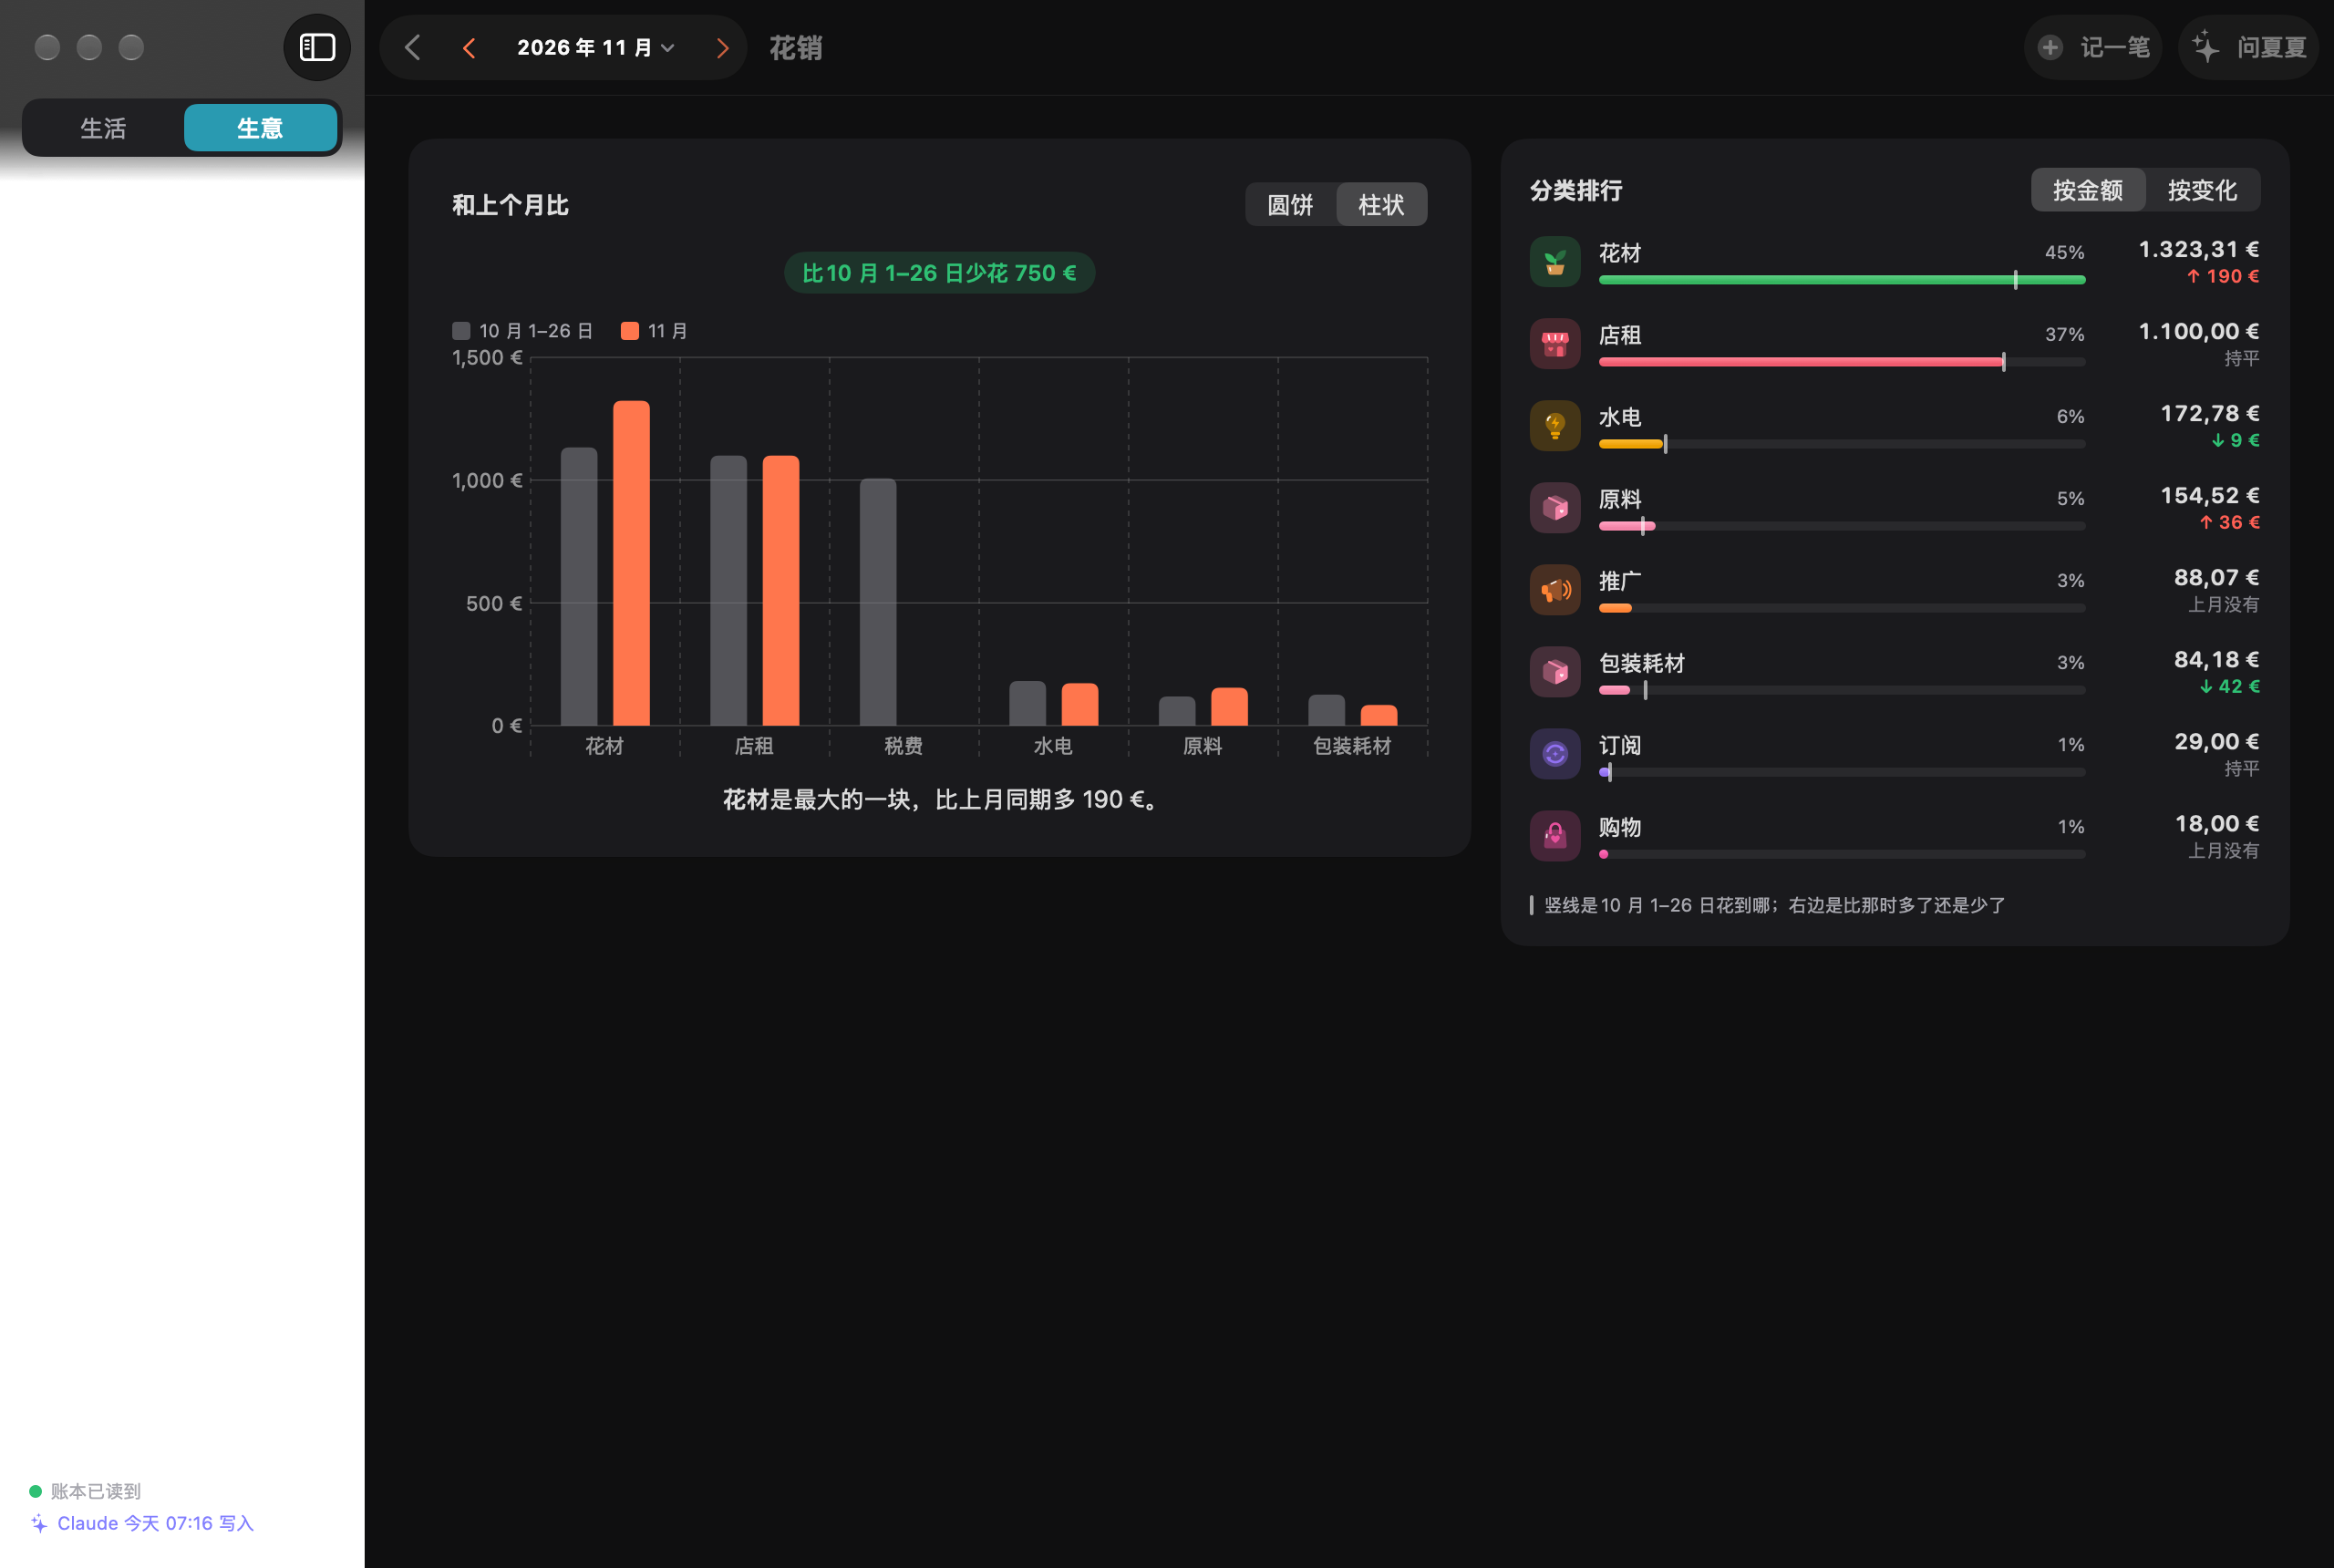 生活
生意
账本已读到
Claude 今天 07:16 写入
2026 年 11 月
花销
记一笔
问夏夏
和上个月比
圆饼
柱状
比10 月 1–26 日少花 750 €
10 月 1–26 日
11 月
1,500 €
1,000 €
500 €
0 €
花材
店租
税费
水电
原料
包装耗材
花材是最大的一块，比上月同期多 190 €。
分类排行
按金额
按变化
花材
45%
1.323,31 €
↑ 190 €
店租
37%
1.100,00 €
持平
水电
6%
172,78 €
↓ 9 €
原料
5%
154,52 €
↑ 36 €
推广
3%
88,07 €
上月没有
包装耗材
3%
84,18 €
↓ 42 €
订阅
1%
29,00 €
持平
购物
1%
18,00 €
上月没有
竖线是10 月 1–26 日花到哪；右边是比那时多了还是少了